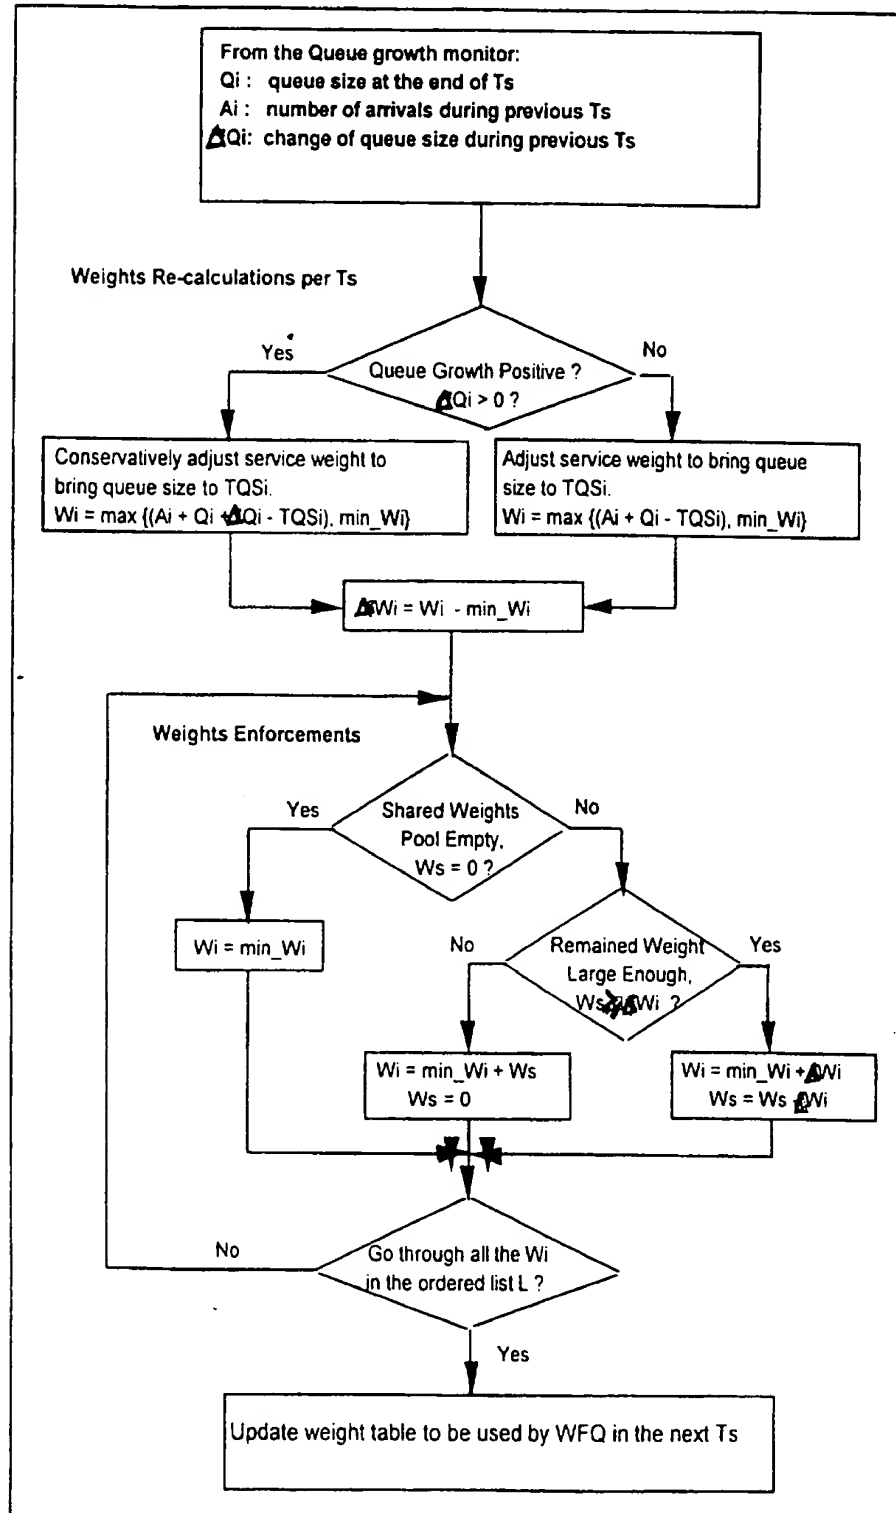 From the Queue growth monitor:
Qi : queue size at the end of Ts
Ai : number of arrivals during previous Ts
ΔQi: change of queue size during previous Ts
Weights Re-calculations per Ts
Yes
No
Queue Growth Positive ?
ΔQi > 0 ?
Conservatively adjust service weight to
bring queue size to TQSi.
Wi = max {(Ai + Qi +ΔQi - TQSi), min_Wi}
Adjust service weight to bring queue
size to TQSi.
Wi = max {(Ai + Qi - TQSi), min_Wi}
ΔWi = Wi - min_Wi
Weights Enforcements
Yes
No
Shared Weights
Pool Empty,
Ws = 0 ?
Wi = min_Wi
No
Yes
Remained Weight
Large Enough,
Ws ΔWi ?
Wi = min_Wi + Ws
Ws = 0
Wi = min_Wi +ΔWi
Ws = Ws -ΔWi
No
Go through all the Wi
in the ordered list L ?
Yes
Update weight table to be used by WFQ in the next Ts